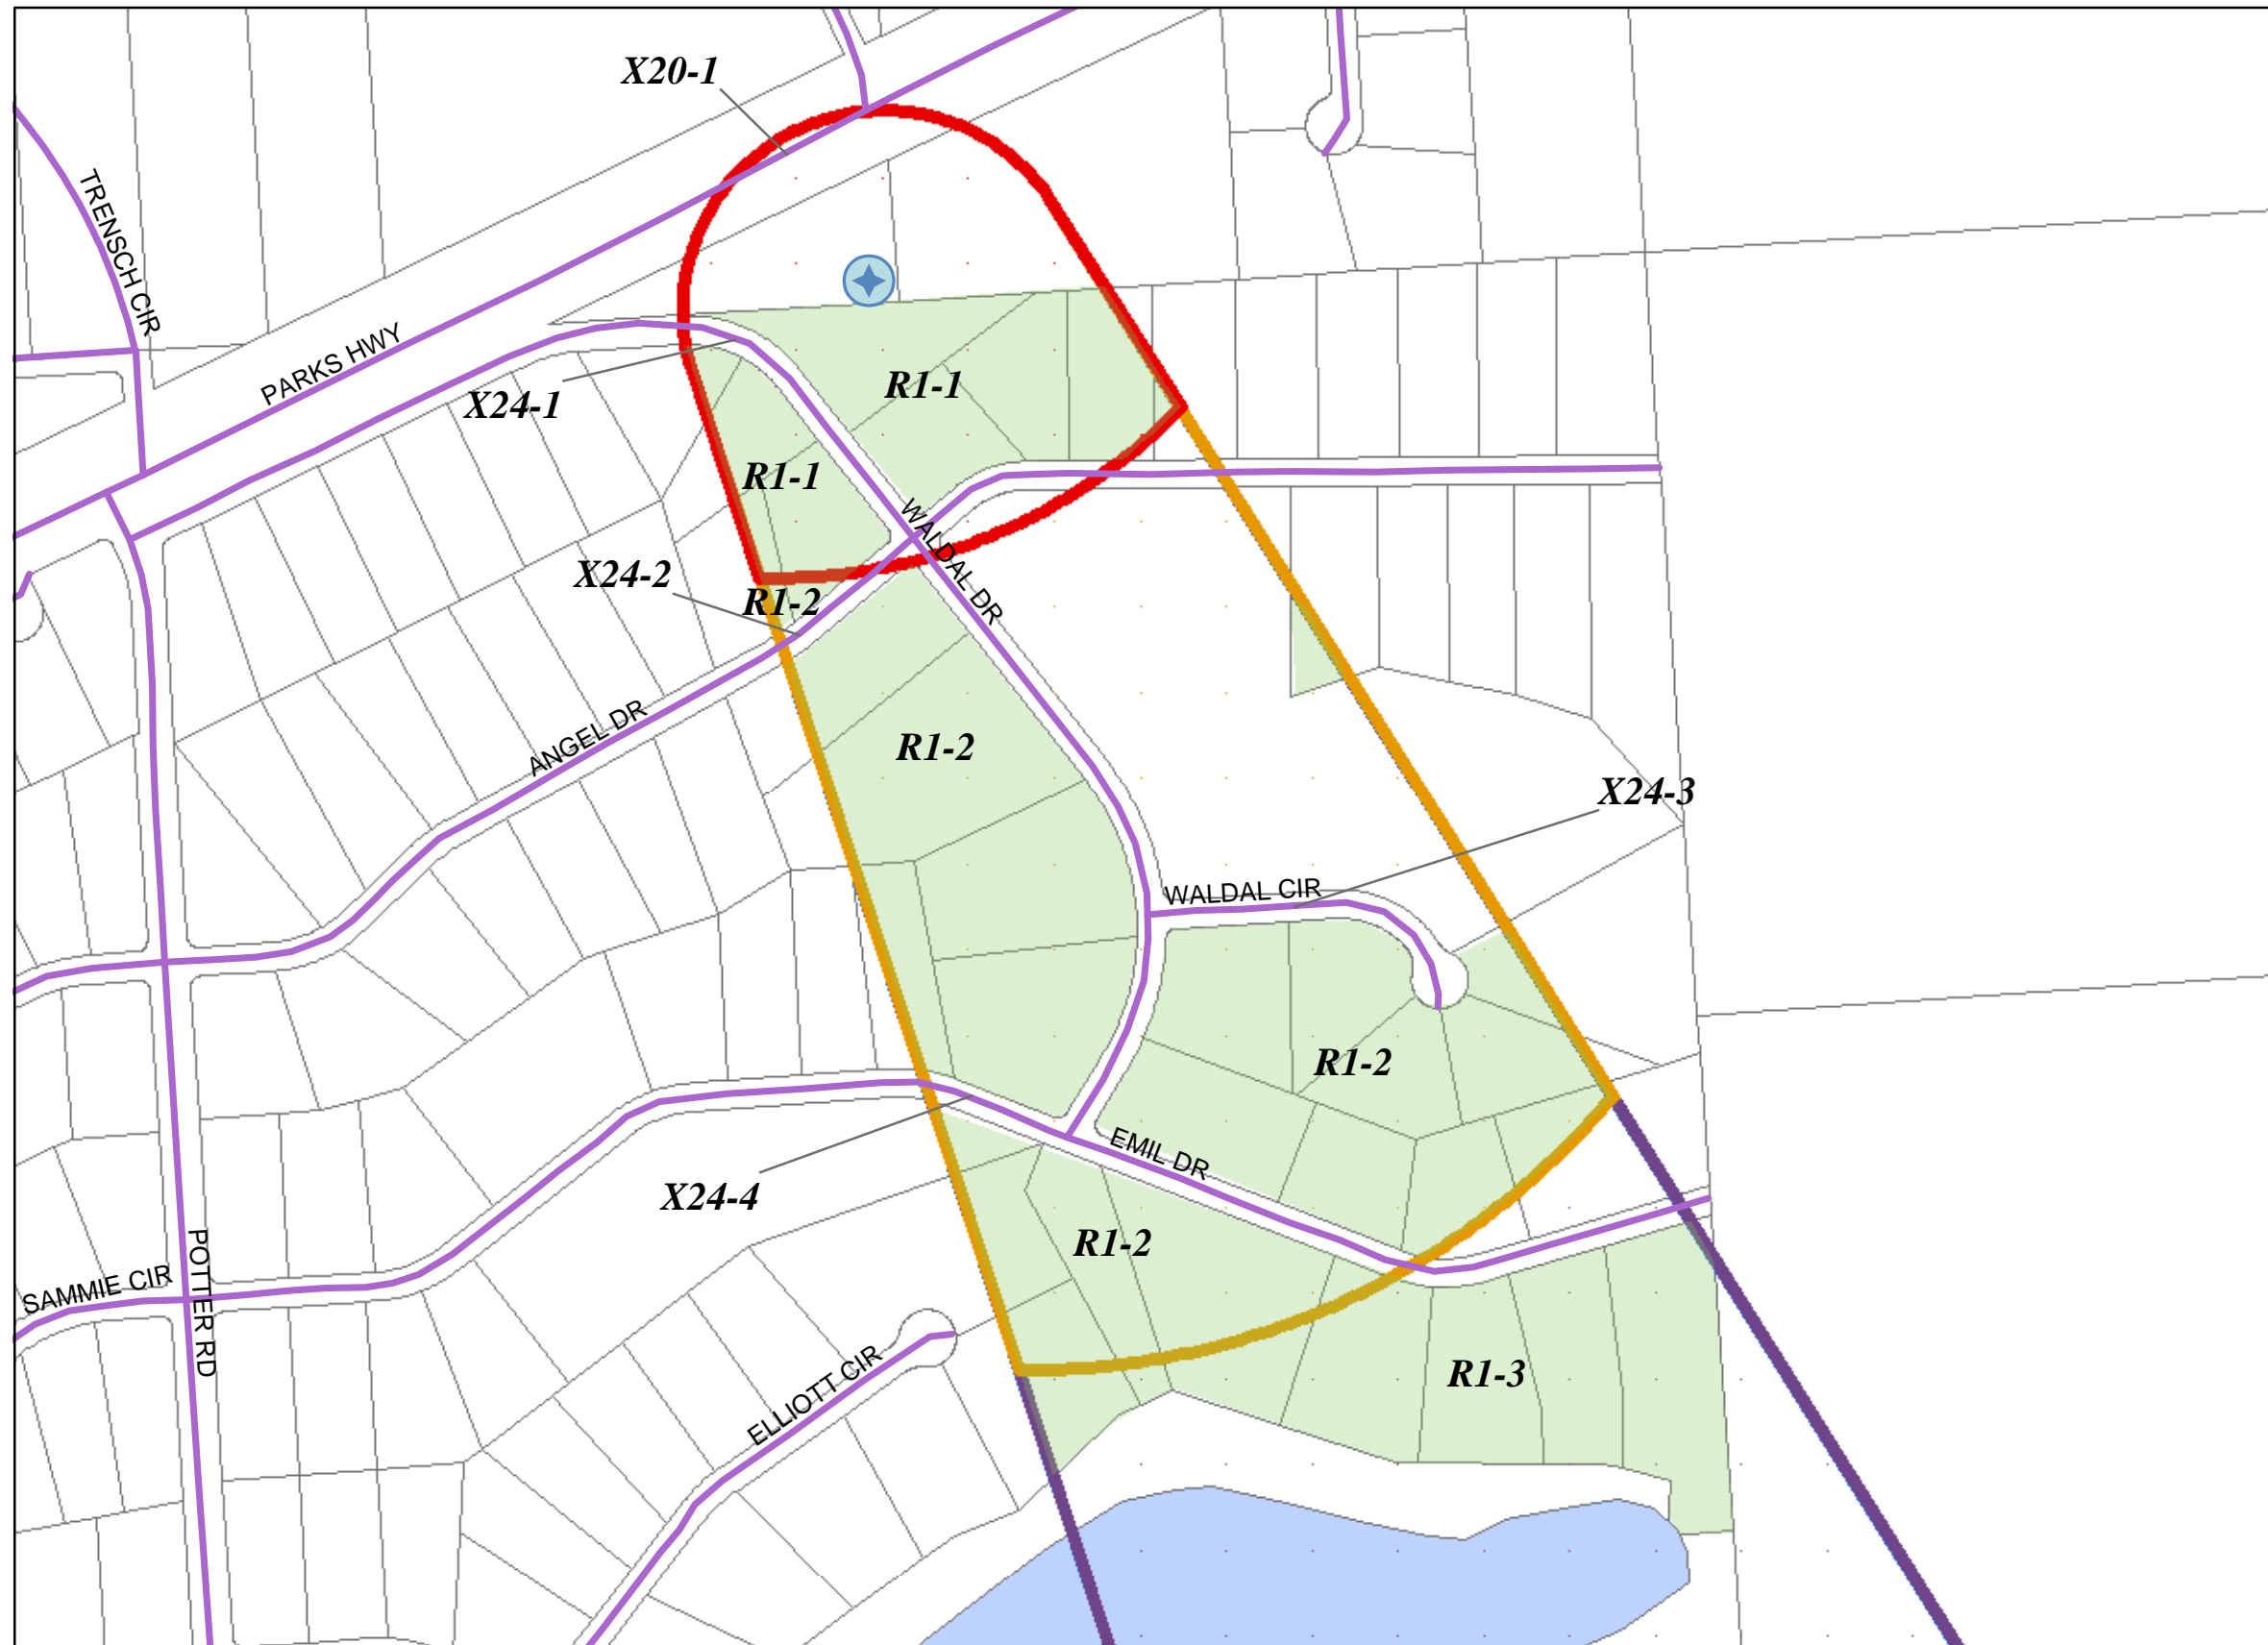 X20-1
TRENSCH CIR
PARKS HWY
X24-1
R1-1
R1-1
WALDAL DR
X24-2
R1-2
ANGEL DR
R1-2
X24-3
WALDAL CIR
R1-2
EMIL DR
X24-4
R1-2
POTTER RD
SAMMIE CIR
ELLIOTT CIR
R1-3